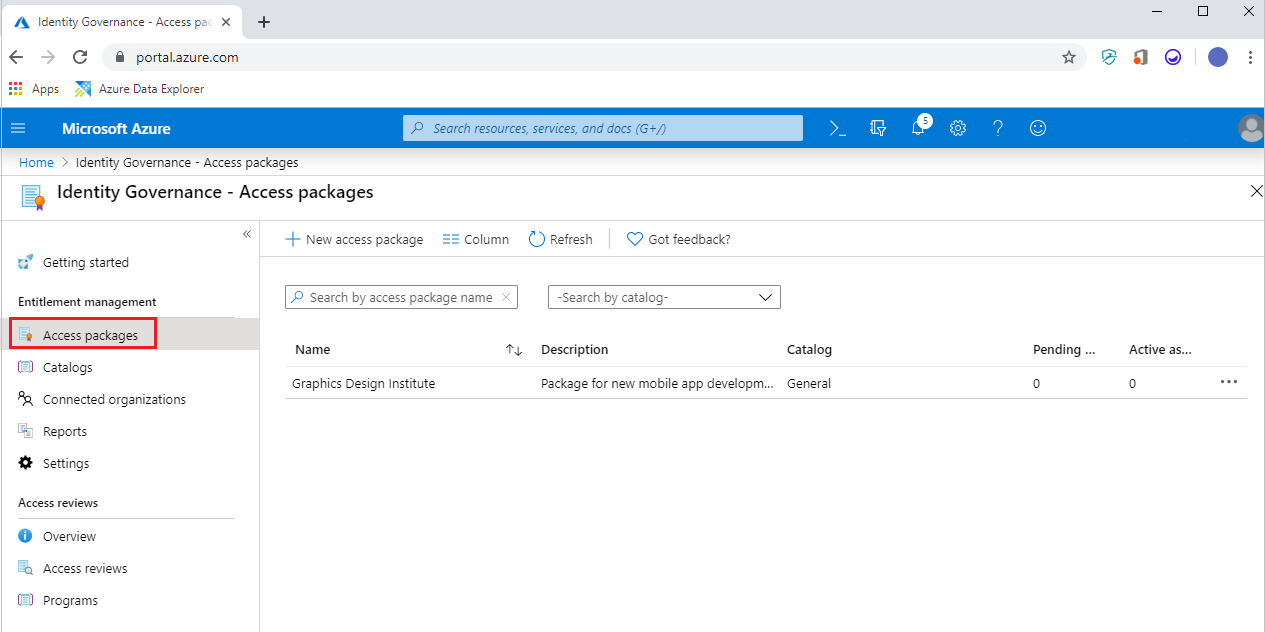 Identity Governance - Access pac
portal.azure.com
Apps Azure Data Explorer
Microsoft Azure Search resources, services, and docs (G+/) 5
Home > Identity Governance - Access packages
Identity Governance - Access packages
«
Getting started
Entitlement management
Access packages
Catalogs
Connected organizations
Reports
Settings
Access reviews
Overview
Access reviews
Programs
New access package Column Refresh Got feedback?
Search by access package name -Search by catalog-
Name Description Catalog Pending ... Active as...
Graphics Design Institute Package for new mobile app developm... General 0 0